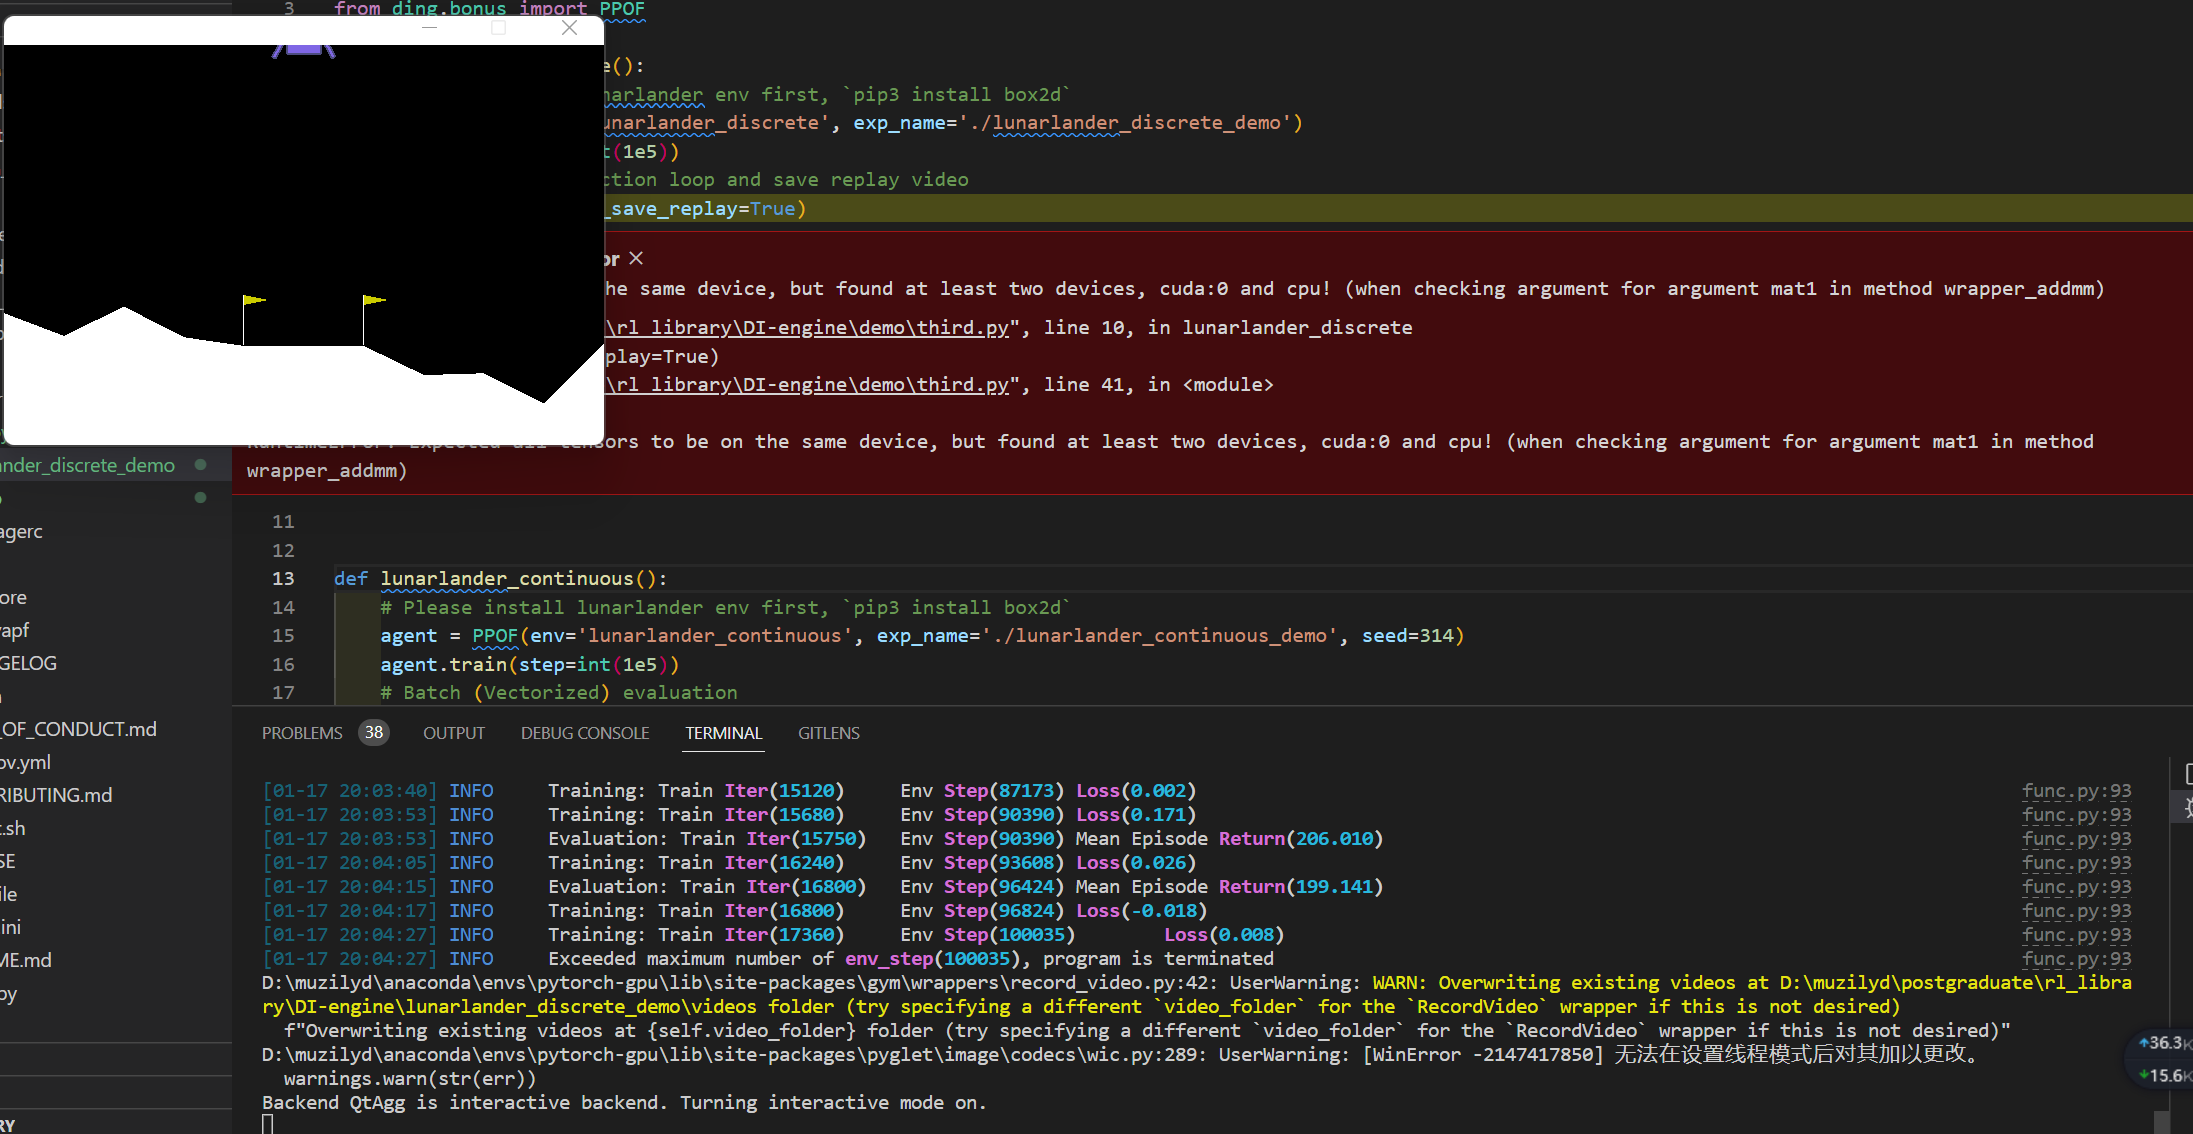 3 from ding.bonus import PPOF
e():
narlander env first, `pip3 install box2d`
unarlander_discrete', exp_name='./lunarlander_discrete_demo')
t(1e5))
ction loop and save replay video
_save_replay=True)
or
he same device, but found at least two devices, cuda:0 and cpu! (when checking argument for argument mat1 in method wrapper_addmm)
\rl_library\DI-engine\demo\third.py", line 10, in lunarlander_discrete
play=True)
\rl_library\DI-engine\demo\third.py", line 41, in <module>
RuntimeError: Expected all tensors to be on the same device, but found at least two devices, cuda:0 and cpu! (when checking argument for argument mat1 in method
wrapper_addmm)
11
12
13 def lunarlander_continuous():
14 # Please install lunarlander env first, `pip3 install box2d`
15 agent = PPOF(env='lunarlander_continuous', exp_name='./lunarlander_continuous_demo', seed=314)
16 agent.train(step=int(1e5))
17 # Batch (Vectorized) evaluation
ander_discrete_demo
agerc
ore
apf
GELOG
_OF_CONDUCT.md
ov.yml
RIBUTING.md
.sh
SE
ile
ini
ME.md
py
RY
PROBLEMS 38 OUTPUT DEBUG CONSOLE TERMINAL GITLENS
[01-17 20:03:40] INFO Training: Train Iter(15120) Env Step(87173) Loss(0.002) func.py:93
[01-17 20:03:53] INFO Training: Train Iter(15680) Env Step(90390) Loss(0.171) func.py:93
[01-17 20:03:53] INFO Evaluation: Train Iter(15750) Env Step(90390) Mean Episode Return(206.010) func.py:93
[01-17 20:04:05] INFO Training: Train Iter(16240) Env Step(93608) Loss(0.026) func.py:93
[01-17 20:04:15] INFO Evaluation: Train Iter(16800) Env Step(96424) Mean Episode Return(199.141) func.py:93
[01-17 20:04:17] INFO Training: Train Iter(16800) Env Step(96824) Loss(-0.018) func.py:93
[01-17 20:04:27] INFO Training: Train Iter(17360) Env Step(100035) Loss(0.008) func.py:93
[01-17 20:04:27] INFO Exceeded maximum number of env_step(100035), program is terminated func.py:93
D:\muzilyd\anaconda\envs\pytorch-gpu\lib\site-packages\gym\wrappers\record_video.py:42: UserWarning: WARN: Overwriting existing videos at D:\muzilyd\postgraduate\rl_libra
ry\DI-engine\lunarlander_discrete_demo\videos folder (try specifying a different `video_folder` for the `RecordVideo` wrapper if this is not desired)
f"Overwriting existing videos at {self.video_folder} folder (try specifying a different `video_folder` for the `RecordVideo` wrapper if this is not desired)"
D:\muzilyd\anaconda\envs\pytorch-gpu\lib\site-packages\pyglet\image\codecs\wic.py:289: UserWarning: [WinError -2147417850] 无法在设置线程模式后对其加以更改。
warnings.warn(str(err))
Backend QtAgg is interactive backend. Turning interactive mode on.
↑36.3K
↓15.6K